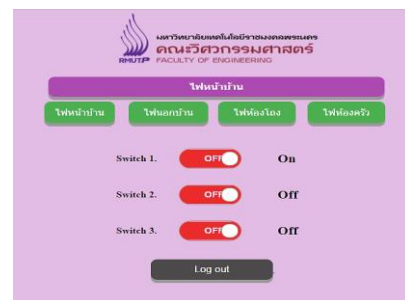 มหาวิทยาลัยเทคโนโลยีราชมงคลพระนคร
คณะวิศวกรรมศาสตร์
RMUTP FACULTY OF ENGINEERING
ไฟหน้าบ้าน
ไฟหน้าบ้าน ไฟนอกบ้าน ไฟห้องโถง ไฟห้องครัว
Switch 1. OFF On
Switch 2. OFF Off
Switch 3. OFF Off
Log out